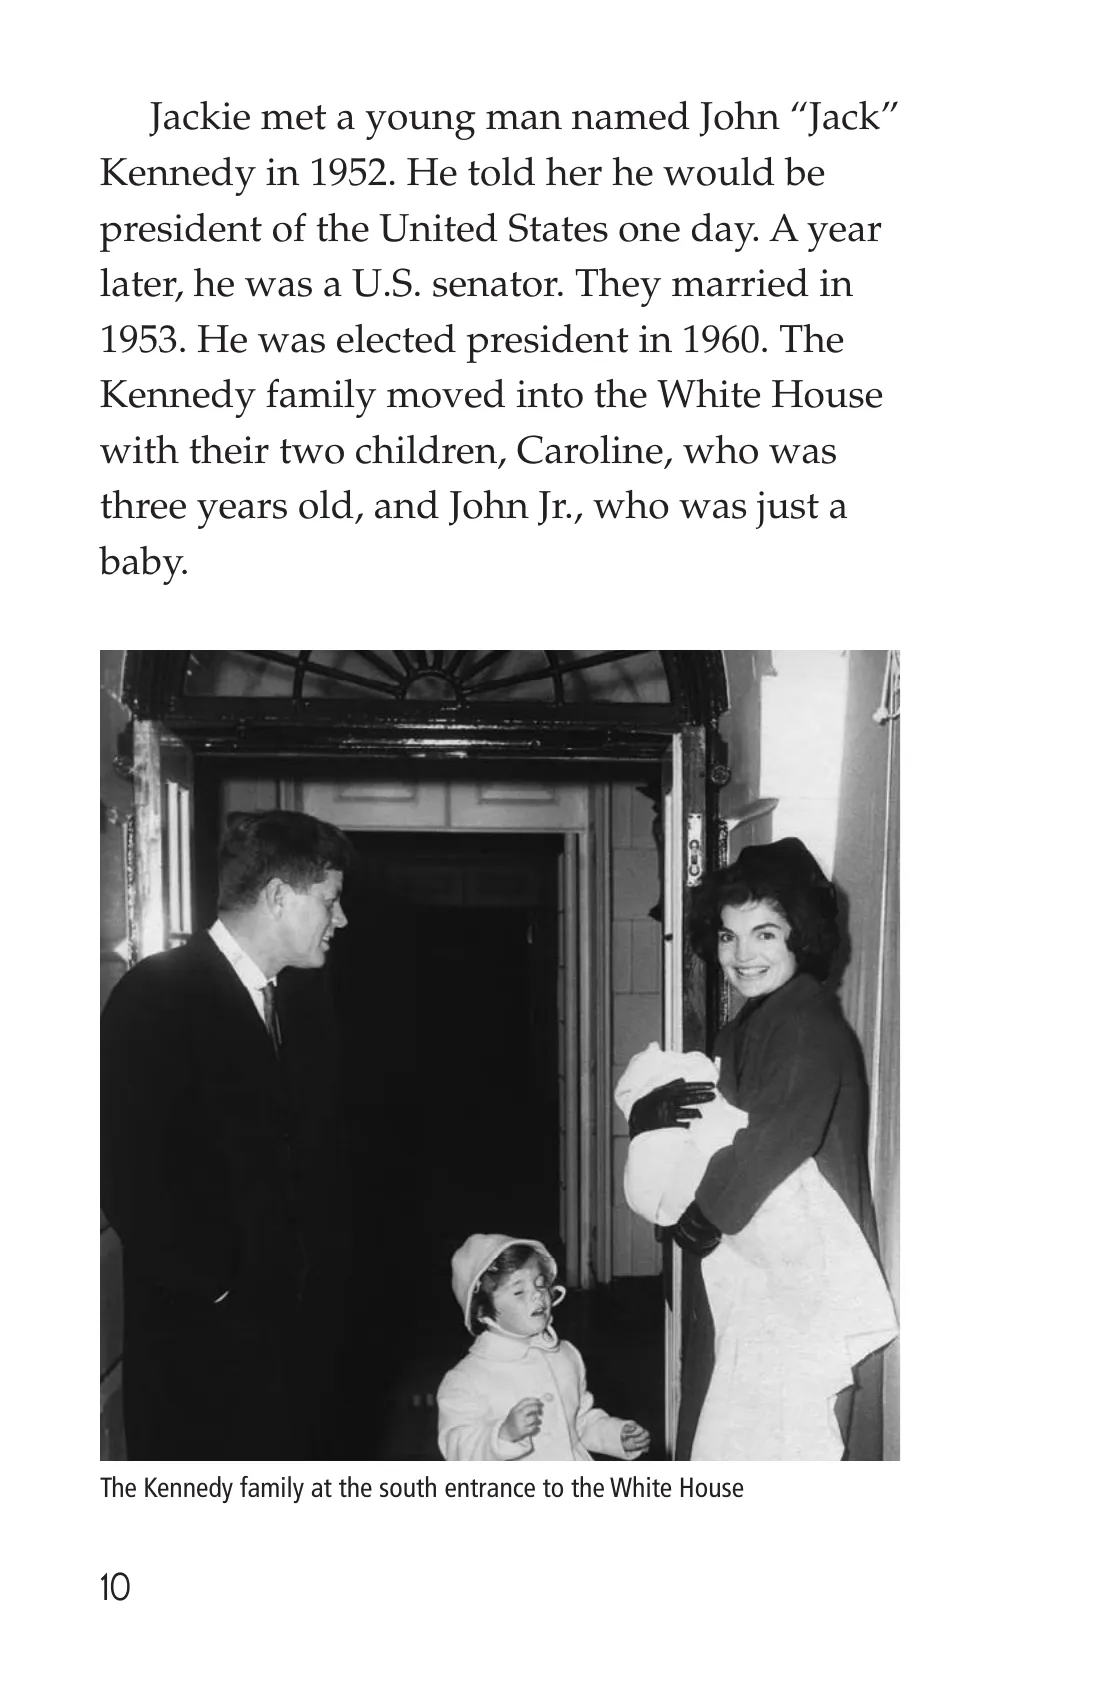 Jackie met a young man named John “Jack”
Kennedy in 1952. He told her he would be
president of the United States one day. A year
later, he was a U.S. senator. They married in
1953. He was elected president in 1960. The
Kennedy family moved into the White House
with their two children, Caroline, who was
three years old, and John Jr., who was just a
baby.
The Kennedy family at the south entrance to the White House
10